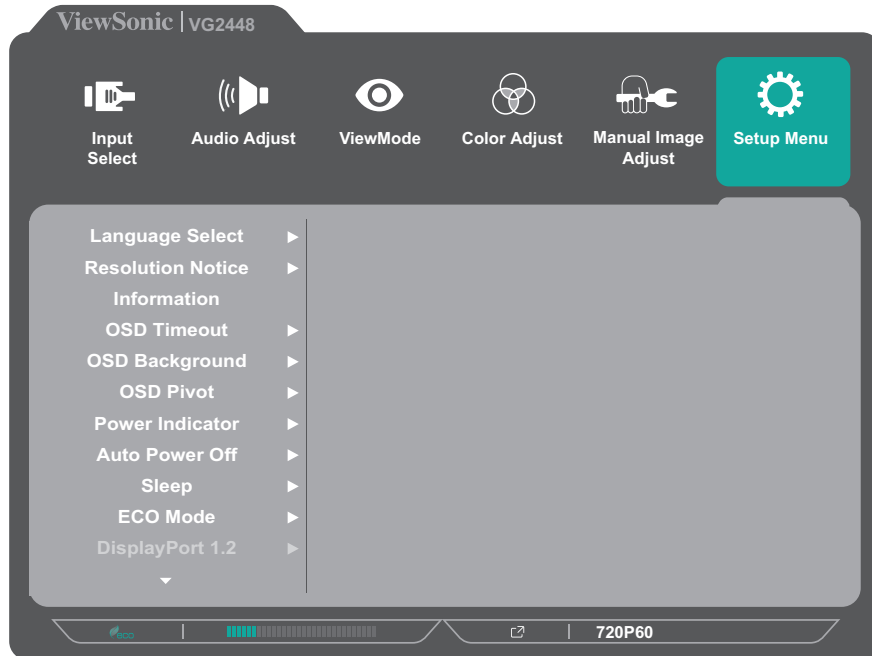 ViewSonic | VG2448
Input Select
Audio Adjust
ViewMode
Color Adjust
Manual Image Adjust
Setup Menu
Language Select
Resolution Notice
Information
OSD Timeout
OSD Background
OSD Pivot
Power Indicator
Auto Power Off
Sleep
ECO Mode
DisplayPort 1.2
eco
720P60